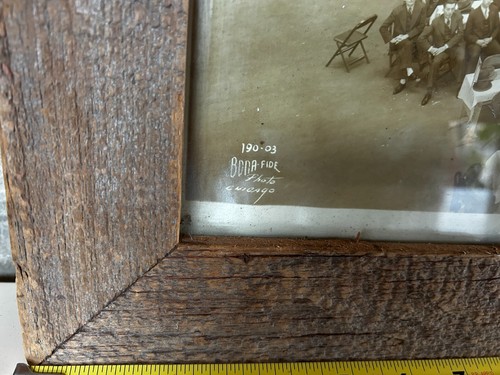 190-03
BONA-FIDE
Photo
CHICAGO